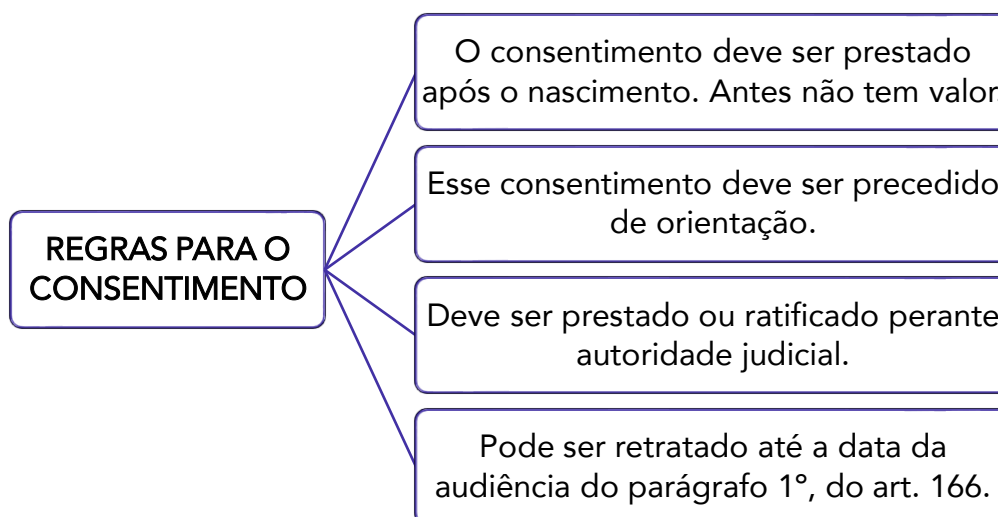 REGRAS PARA O
CONSENTIMENTO
O consentimento deve ser prestado
após o nascimento. Antes não tem valor.
Esse consentimento deve ser precedido
de orientação.
Deve ser prestado ou ratificado perante
autoridade judicial.
Pode ser retratado até a data da
audiência do parágrafo 1º, do art. 166.